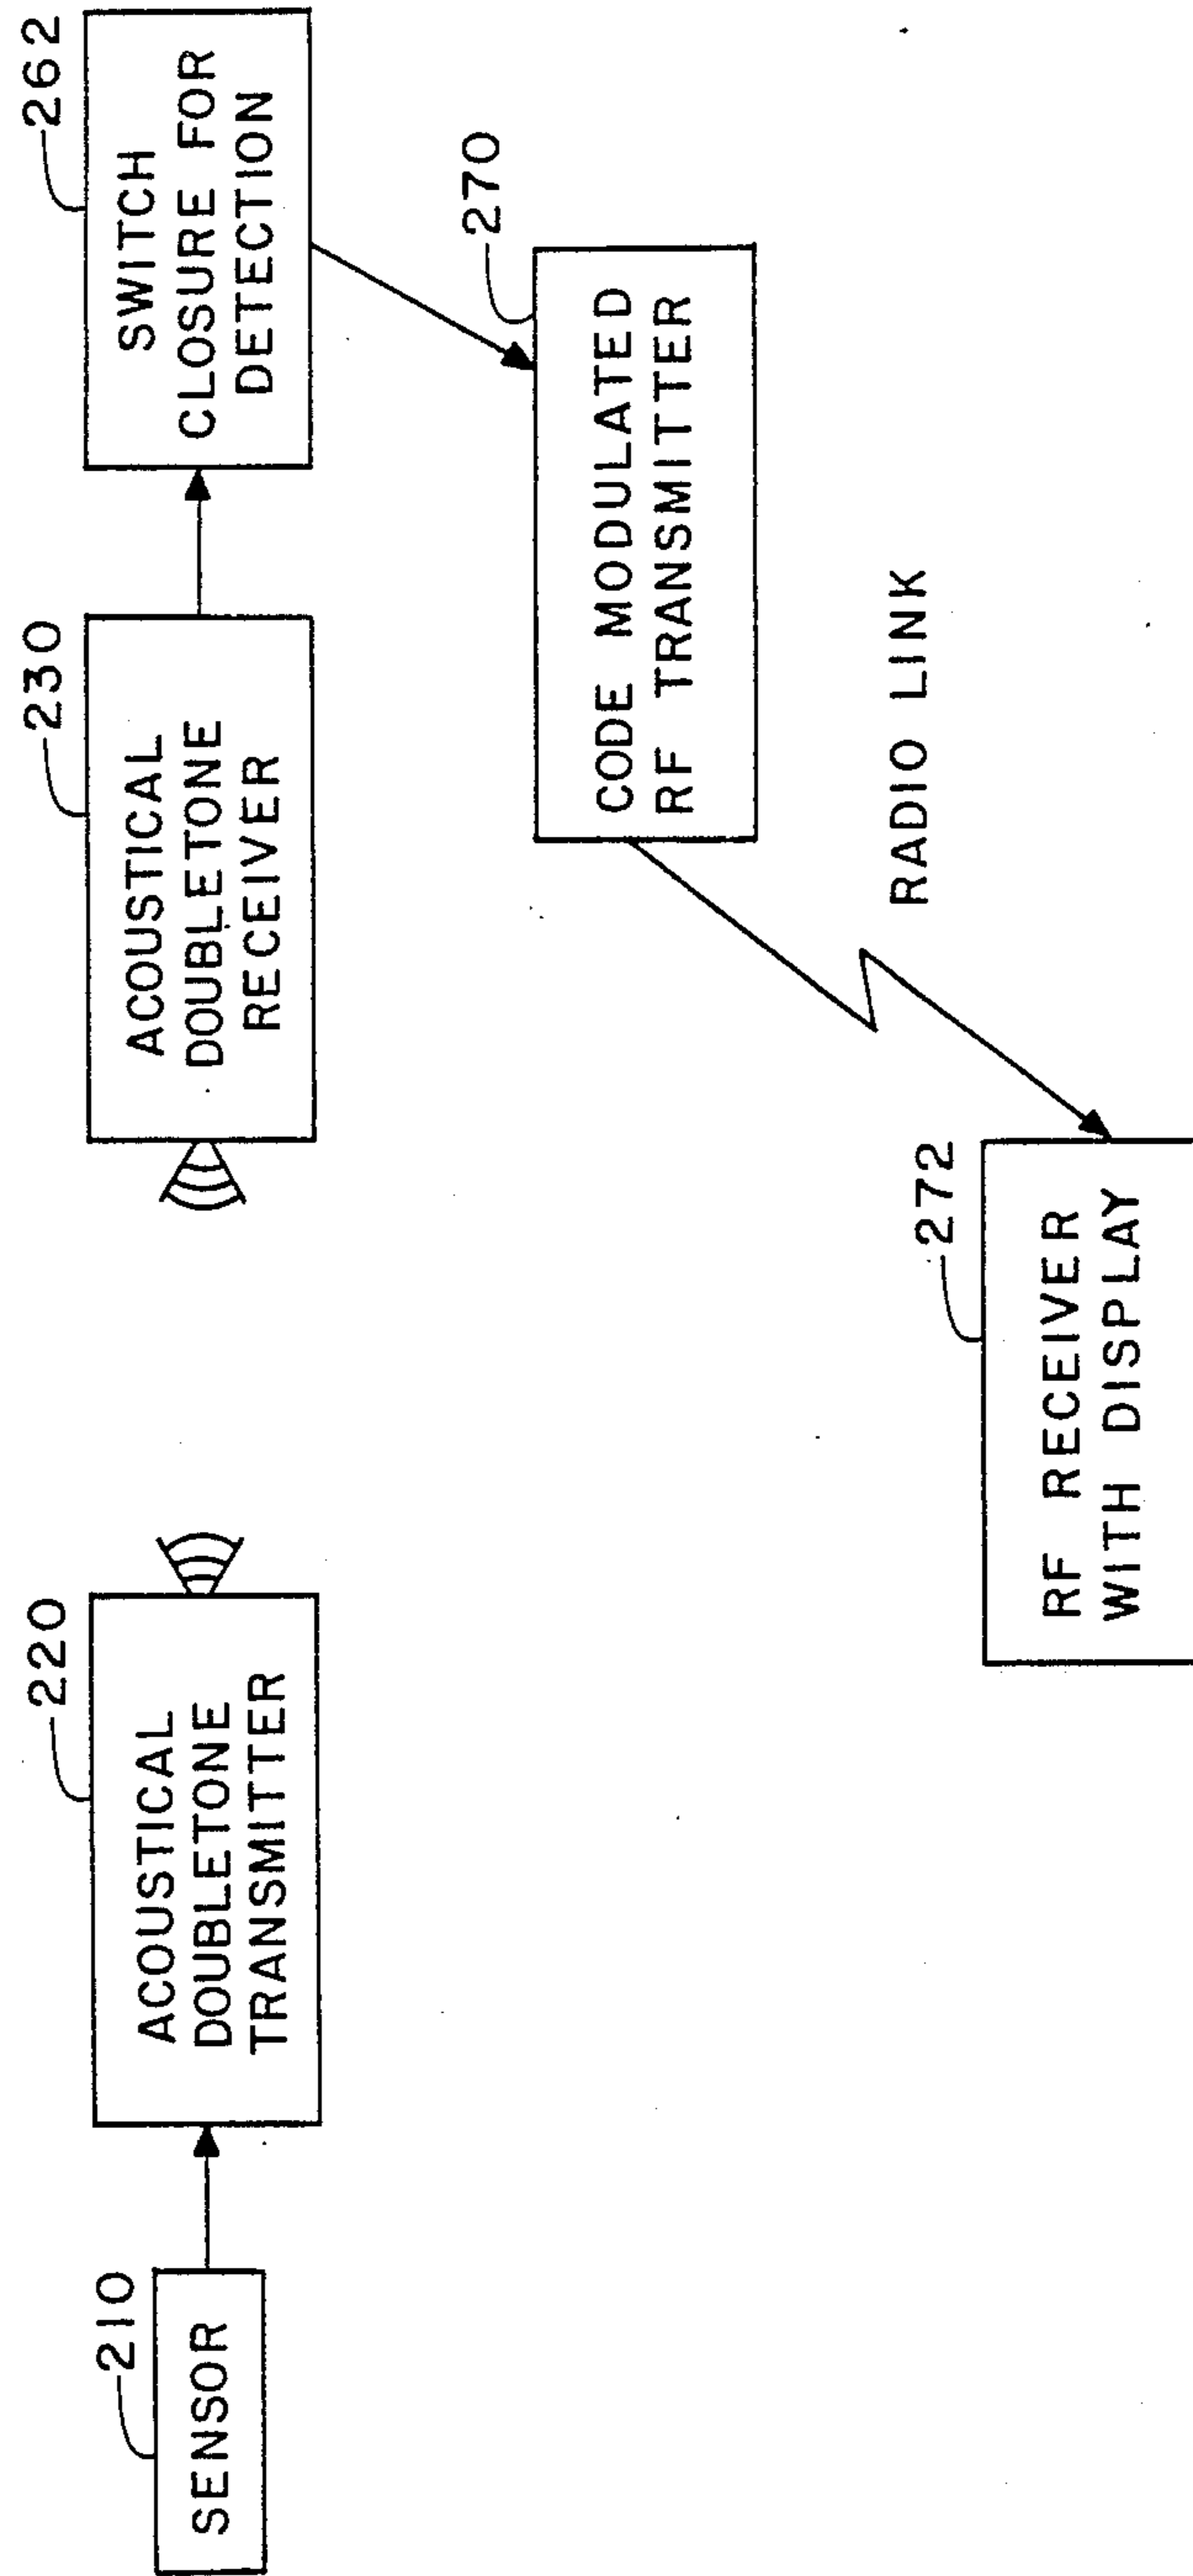 210
SENSOR
220
ACOUSTICAL
DOUBLETONE
TRANSMITTER
230
ACOUSTICAL
DOUBLETONE
RECEIVER
262
SWITCH
CLOSURE FOR
DETECTION
270
CODE MODULATED
RF TRANSMITTER
RADIO LINK
272
RF RECEIVER
WITH DISPLAY